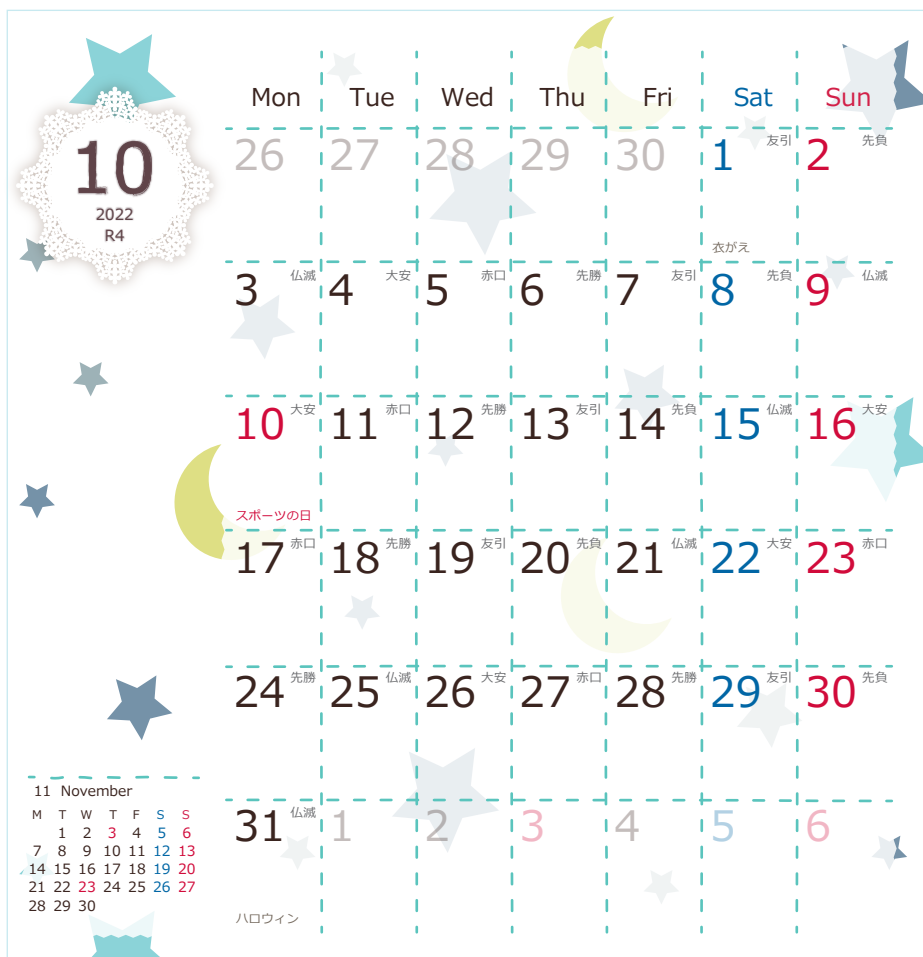 10
2022
R4
Mon Tue Wed Thu Fri Sat Sun
26 27 28 29 30 1 友引 2 先負
衣がえ
3 仏滅 4 大安 5 赤口 6 先勝 7 友引 8 先負 9 仏滅
10 大安 11 赤口 12 先勝 13 友引 14 先負 15 仏滅 16 大安
スポーツの日
17 赤口 18 先勝 19 友引 20 先負 21 仏滅 22 大安 23 赤口
24 先勝 25 仏滅 26 大安 27 赤口 28 先勝 29 友引 30 先負
31 仏滅 1 2 3 4 5 6
ハロウィン
11 November
M T W T F S S
1 2 3 4 5 6
7 8 9 10 11 12 13
14 15 16 17 18 19 20
21 22 23 24 25 26 27
28 29 30